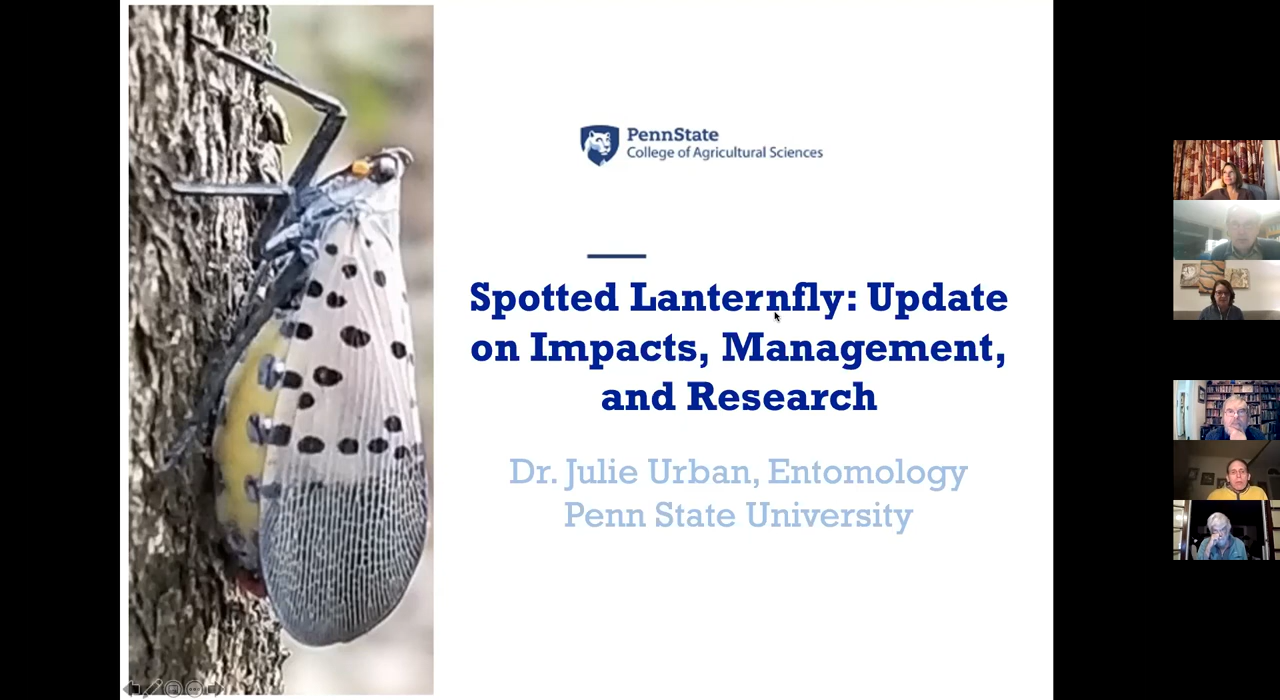 PennState
College of Agricultural Sciences
Spotted Lanternfly: Update
on Impacts, Management,
and Research
Dr. Julie Urban, Entomology
Penn State University